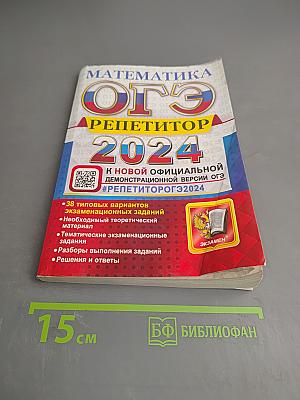 МАТЕМАТИКА
ОГЭ
РЕПЕТИТОР
2024
К НОВОЙ ОФИЦИАЛЬНОЙ
ДЕМОНСТРАЦИОННОЙ ВЕРСИИ ОГЭ
#РЕПЕТИТОРОГЭ2024
• 38 типовых вариантов
экзаменационных заданий
• Необходимый теоретический
материал
• Тематические экзаменационные
задания
• Разборы выполнения заданий
• Решения и ответы
ЭКЗАМЕН
15 см
БФ БИБЛИОФАН